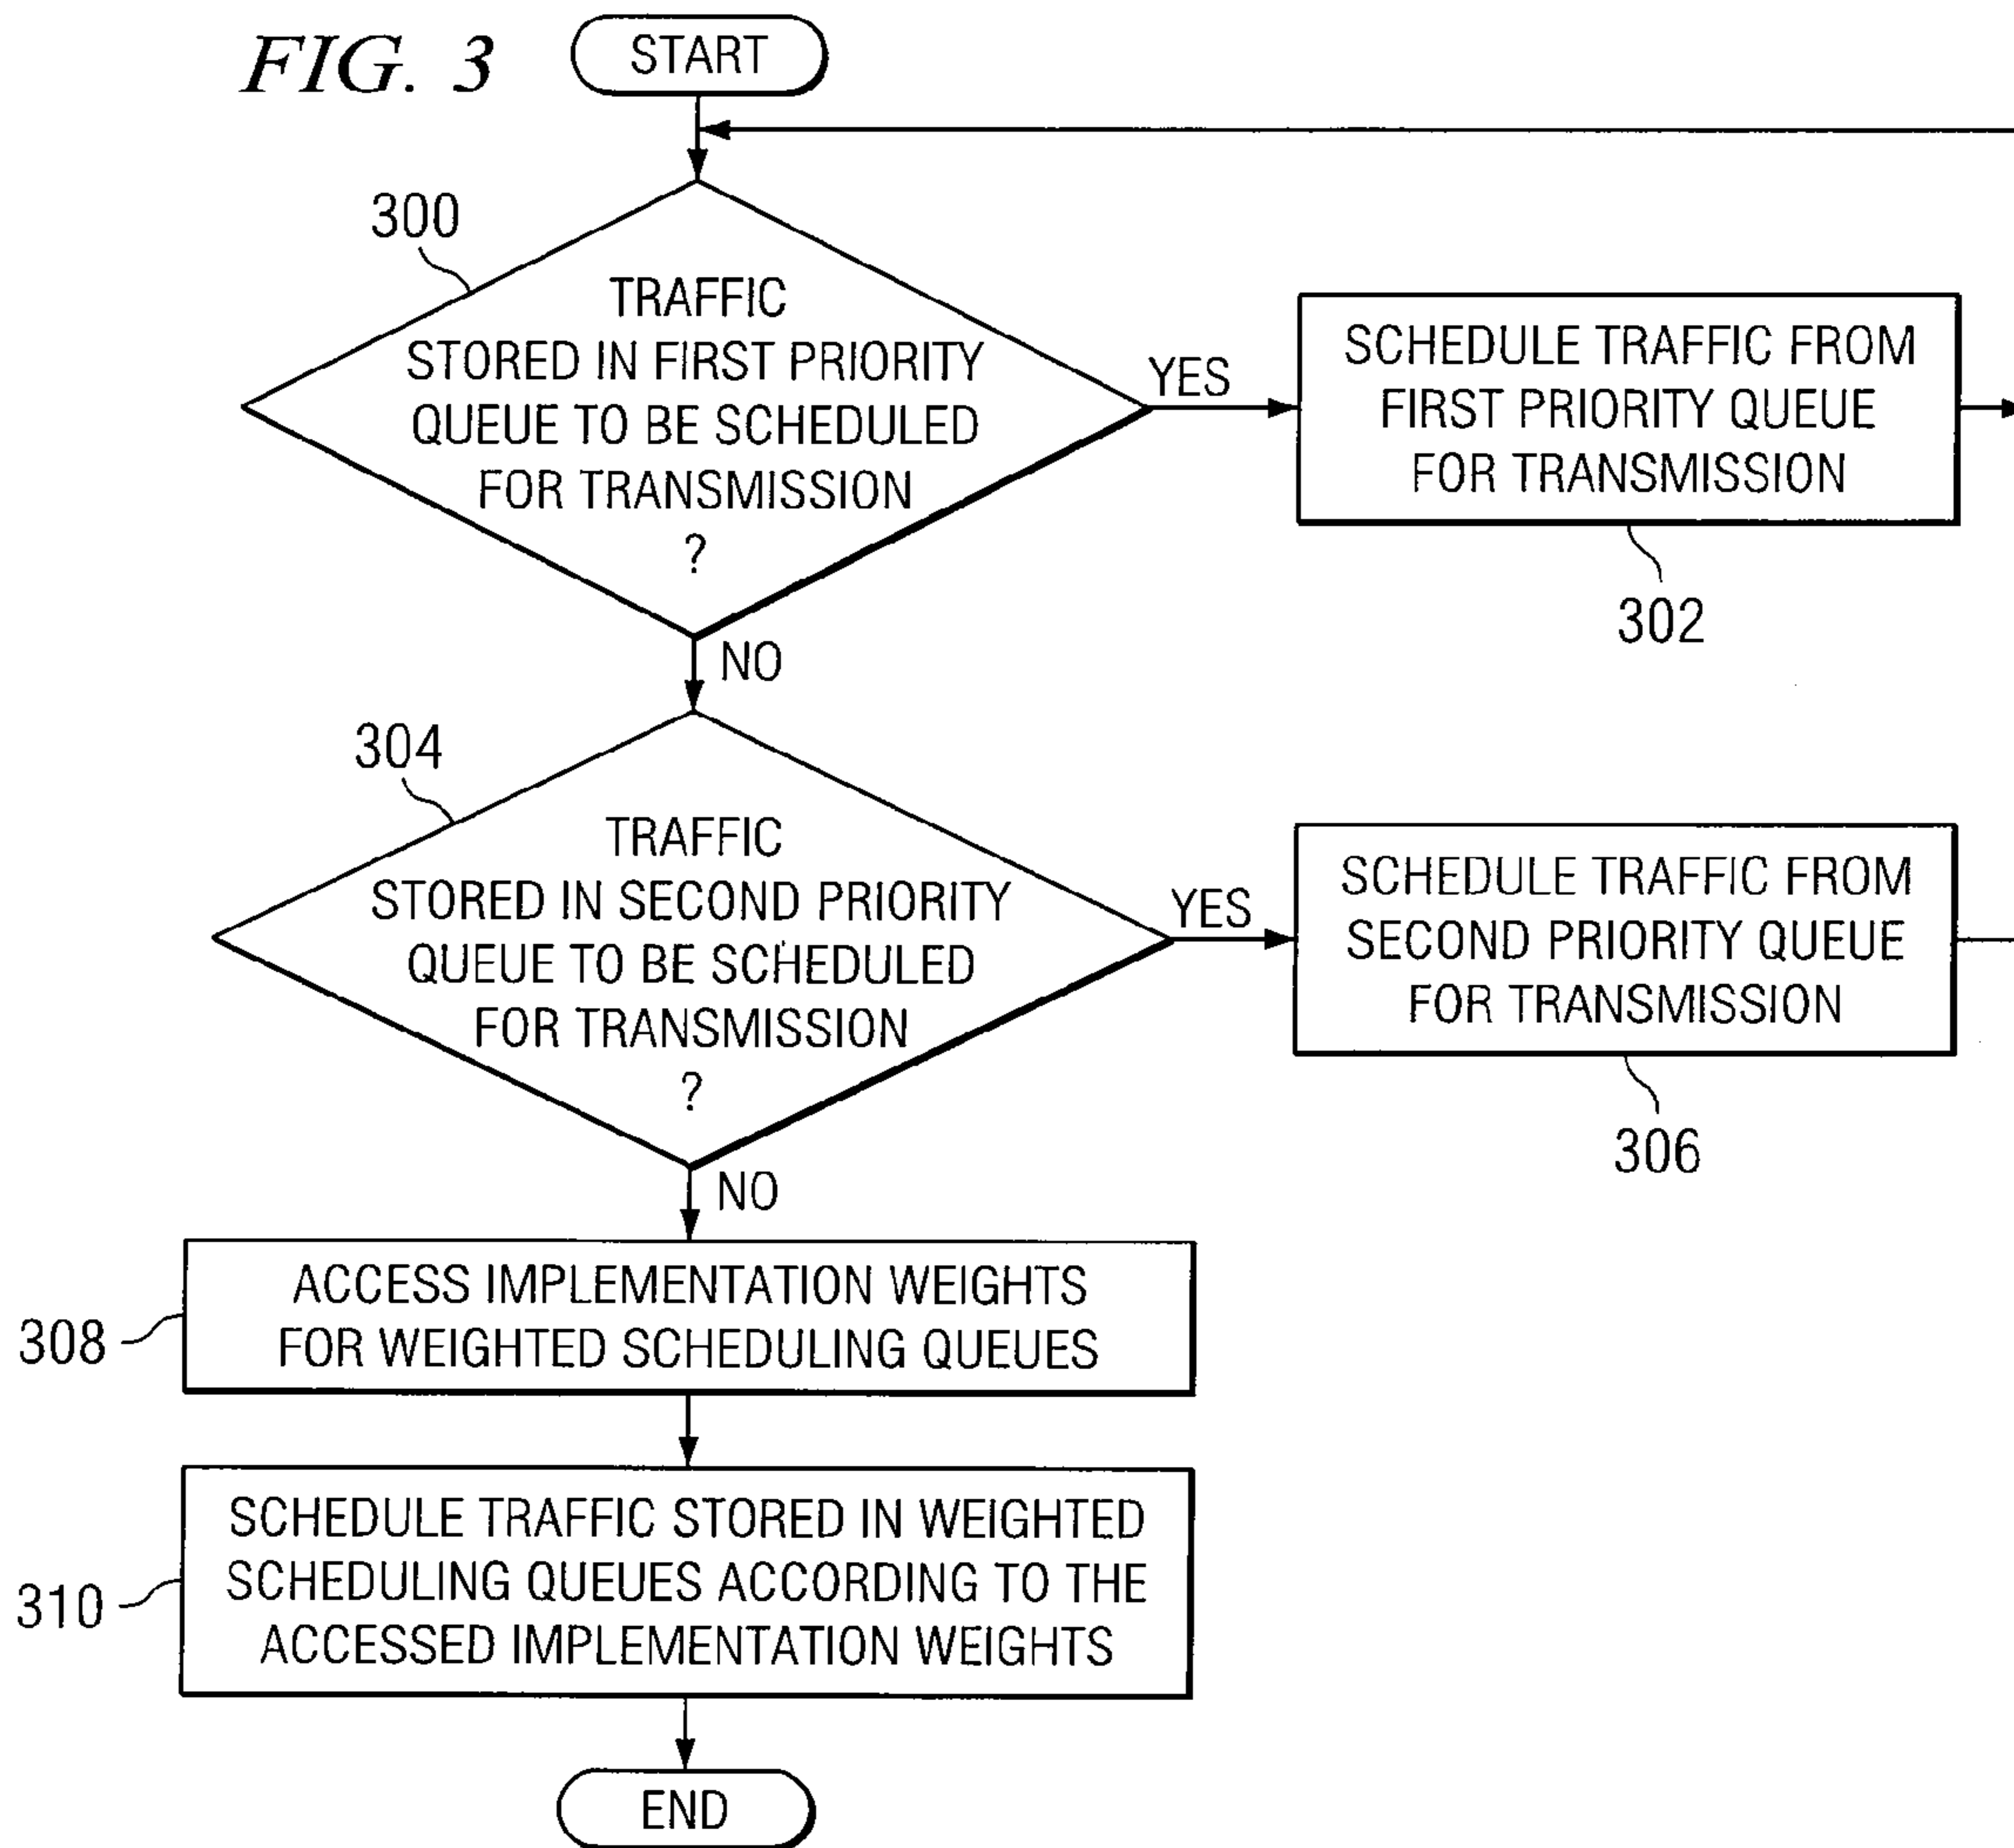 FIG. 3
START
300
TRAFFIC
STORED IN FIRST PRIORITY
QUEUE TO BE SCHEDULED
FOR TRANSMISSION
?
YES
SCHEDULE TRAFFIC FROM
FIRST PRIORITY QUEUE
FOR TRANSMISSION
302
NO
304
TRAFFIC
STORED IN SECOND PRIORITY
QUEUE TO BE SCHEDULED
FOR TRANSMISSION
?
YES
SCHEDULE TRAFFIC FROM
SECOND PRIORITY QUEUE
FOR TRANSMISSION
306
NO
308
ACCESS IMPLEMENTATION WEIGHTS
FOR WEIGHTED SCHEDULING QUEUES
310
SCHEDULE TRAFFIC STORED IN WEIGHTED
SCHEDULING QUEUES ACCORDING TO THE
ACCESSED IMPLEMENTATION WEIGHTS
END